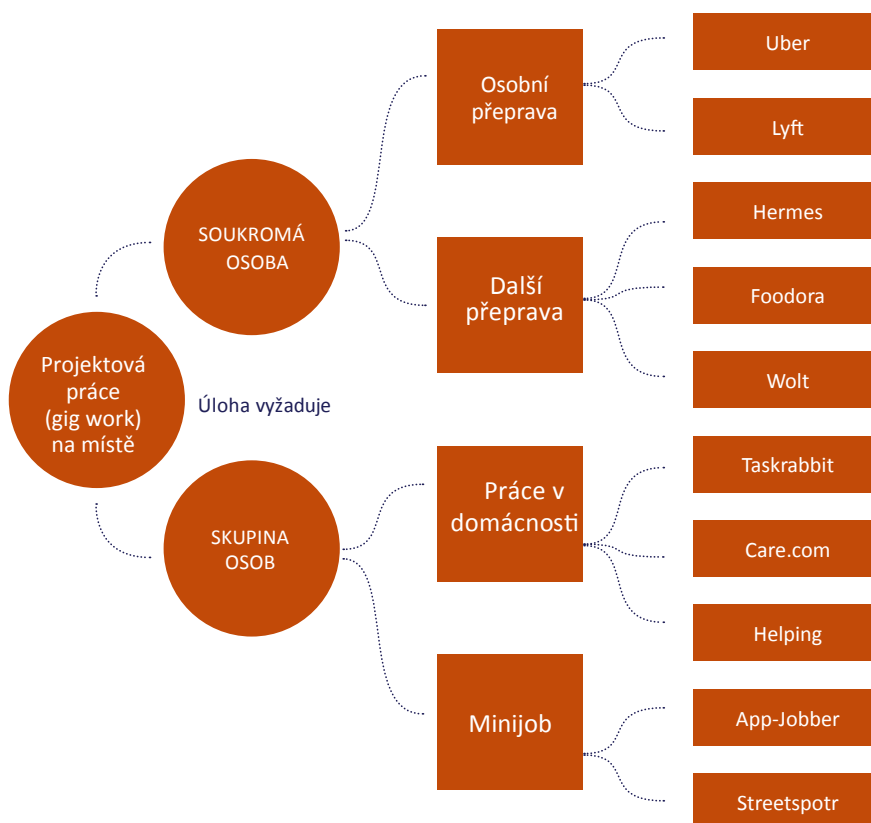 Projektová
práce
(gig work)
na místě
Úloha vyžaduje
SOUKROMÁ
OSOBA
SKUPINA
OSOB
Osobní
přeprava
Další
přeprava
Práce v
domácnosti
Minijob
Uber
Lyft
Hermes
Foodora
Wolt
Taskrabbit
Care.com
Helping
App-Jobber
Streetspotr